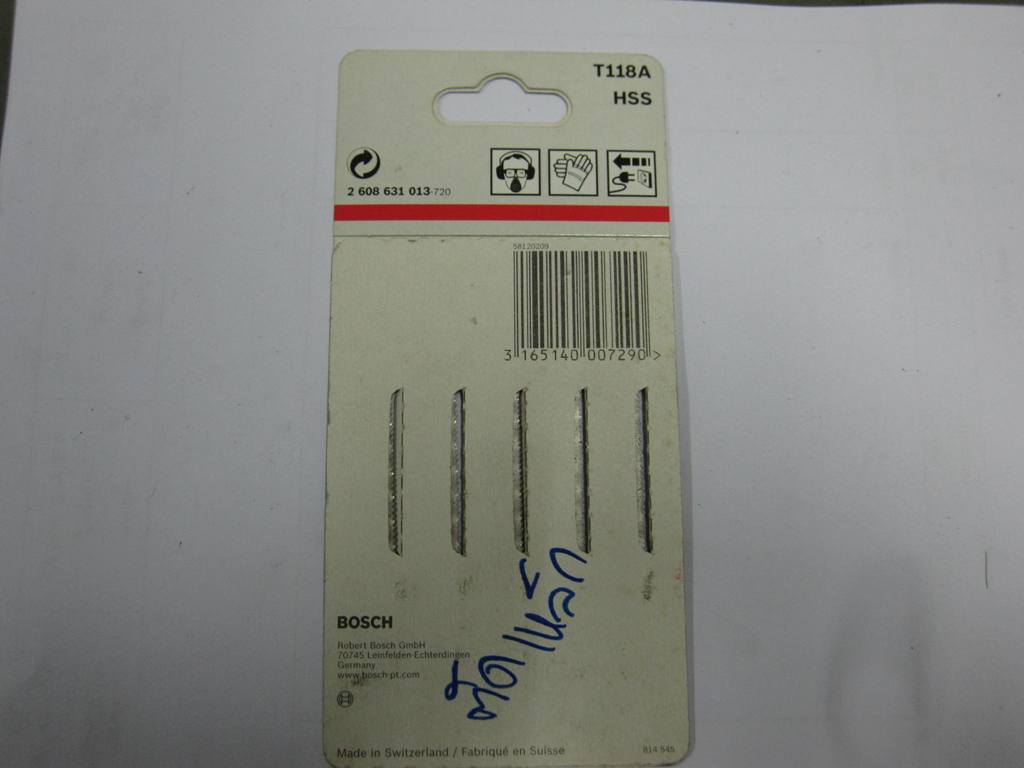 T118A
HSS
2 608 631 013-720
58120209
3 165140 007290 >
ตัดเหล็ก
BOSCH
Robert Bosch GmbH
70745 Leinfelden-Echterdingen
Germany
www.bosch-pt.com
Made in Switzerland / Fabriqué en Suisse
814 545